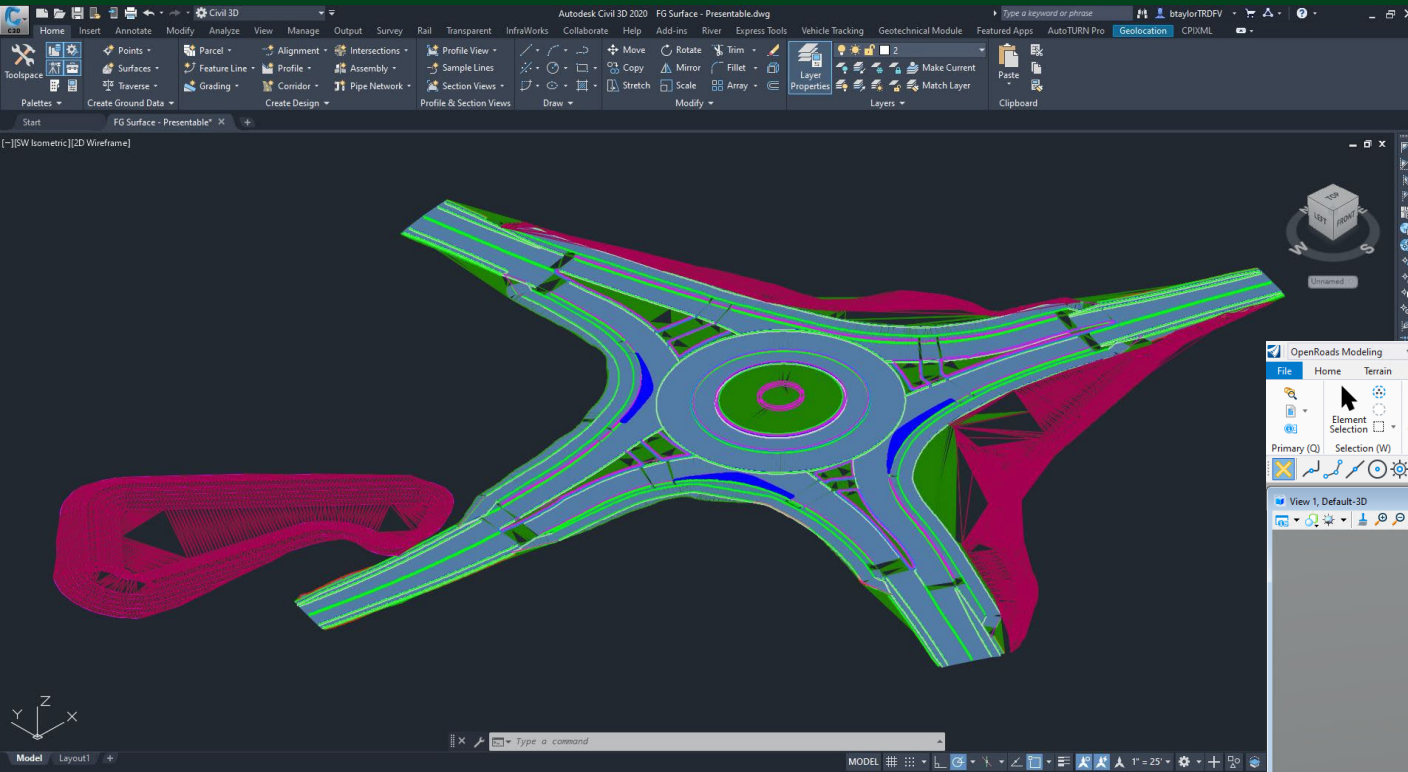 C3D
Civil 3D
Autodesk Civil 3D 2020 FG Surface - Presentable.dwg
Type a keyword or phrase
btaylorTRDFV
Home Insert Annotate Modify Analyze View Manage Output Survey Rail Transparent InfraWorks Collaborate Help Add-ins River Express Tools Vehicle Tracking Geotechnical Module Featured Apps AutoTURN Pro Geolocation CPIXML
Toolspace
Points
Surfaces
Traverse
Parcel
Feature Line
Grading
Alignment
Profile
Corridor
Intersections
Assembly
Pipe Network
Profile View
Sample Lines
Section Views
Move
Copy
Stretch
Rotate
Mirror
Scale
Trim
Fillet
Array
Layer
Properties
2
Make Current
Match Layer
Paste
Palettes Create Ground Data Create Design Profile & Section Views Draw Modify Layers Clipboard
Start FG Surface - Presentable* +
[−][SW Isometric][2D Wireframe]
TOP
LEFT
FRONT
W
S
Unnamed
OpenRoads Modeling
File Home Terrain
Element
Selection
Primary (Q) Selection (W)
View 1, Default-3D
Z
Y
X
Type a command
Model Layout1 +
MODEL
1" = 25'